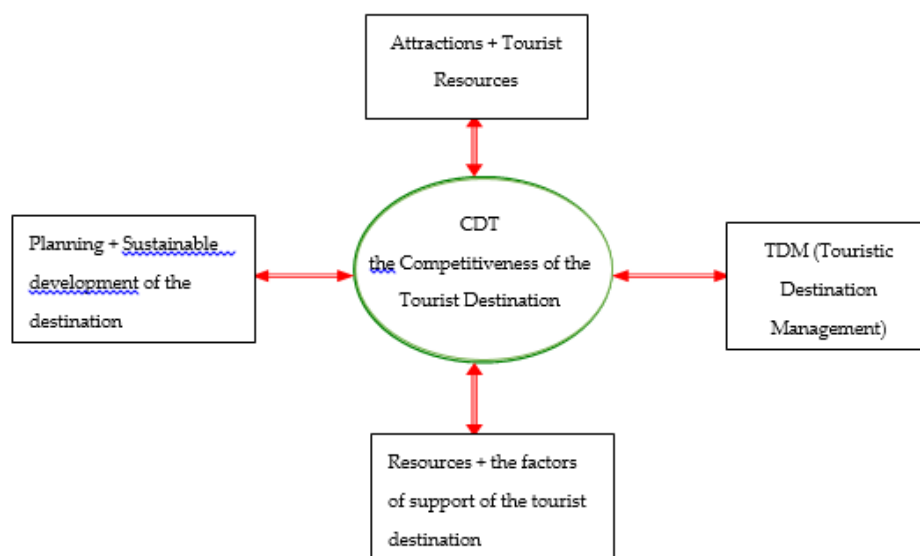 Attractions + Tourist
Resources
CDT
the Competitiveness of the
Tourist Destination
Planning + Sustainable
development of the
destination
TDM (Touristic
Destination
Management)
Resources + the factors
of support of the tourist
destination